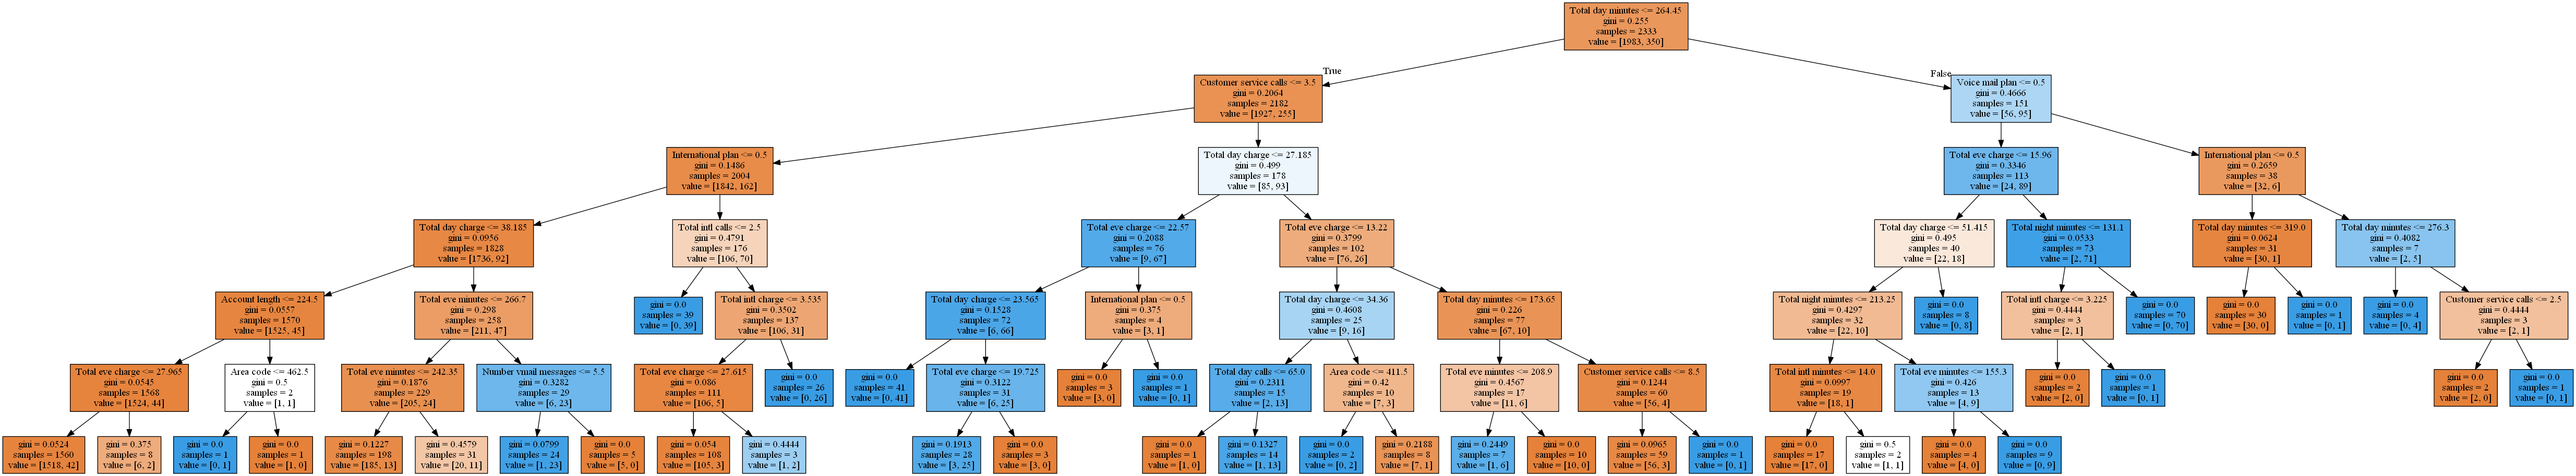 Total day minutes <= 264.45
gini = 0.255
samples = 2333
value = [1983, 350]
True
False
Customer service calls <= 3.5
gini = 0.2064
samples = 2182
value = [1927, 255]
Voice mail plan <= 0.5
gini = 0.4666
samples = 151
value = [56, 95]
International plan <= 0.5
gini = 0.1486
samples = 2004
value = [1842, 162]
Total day charge <= 27.185
gini = 0.499
samples = 178
value = [85, 93]
Total eve charge <= 15.96
gini = 0.3346
samples = 113
value = [24, 89]
International plan <= 0.5
gini = 0.2659
samples = 38
value = [32, 6]
Total day charge <= 38.185
gini = 0.0956
samples = 1828
value = [1736, 92]
Total intl calls <= 2.5
gini = 0.4791
samples = 176
value = [106, 70]
Total eve charge <= 22.57
gini = 0.2088
samples = 76
value = [9, 67]
Total eve charge <= 13.22
gini = 0.3799
samples = 102
value = [76, 26]
Total day charge <= 51.415
gini = 0.495
samples = 40
value = [22, 18]
Total night minutes <= 131.1
gini = 0.0533
samples = 73
value = [2, 71]
Total day minutes <= 319.0
gini = 0.0624
samples = 31
value = [30, 1]
Total day minutes <= 276.3
gini = 0.4082
samples = 7
value = [2, 5]
Account length <= 224.5
gini = 0.0557
samples = 1570
value = [1525, 45]
Total eve minutes <= 266.7
gini = 0.298
samples = 258
value = [211, 47]
gini = 0.0
samples = 39
value = [0, 39]
Total intl charge <= 3.535
gini = 0.3502
samples = 137
value = [106, 31]
Total day charge <= 23.565
gini = 0.1528
samples = 72
value = [6, 66]
International plan <= 0.5
gini = 0.375
samples = 4
value = [3, 1]
Total day charge <= 34.36
gini = 0.4608
samples = 25
value = [9, 16]
Total day minutes <= 173.65
gini = 0.226
samples = 77
value = [67, 10]
Total night minutes <= 213.25
gini = 0.4297
samples = 32
value = [22, 10]
gini = 0.0
samples = 8
value = [0, 8]
Total intl charge <= 3.225
gini = 0.4444
samples = 3
value = [2, 1]
gini = 0.0
samples = 70
value = [0, 70]
gini = 0.0
samples = 30
value = [30, 0]
gini = 0.0
samples = 1
value = [0, 1]
gini = 0.0
samples = 4
value = [0, 4]
Customer service calls <= 2.5
gini = 0.4444
samples = 3
value = [2, 1]
Total eve charge <= 27.965
gini = 0.0545
samples = 1568
value = [1524, 44]
Area code <= 462.5
gini = 0.5
samples = 2
value = [1, 1]
Total eve minutes <= 242.35
gini = 0.1876
samples = 229
value = [205, 24]
Number vmail messages <= 5.5
gini = 0.3282
samples = 29
value = [6, 23]
Total eve charge <= 27.615
gini = 0.086
samples = 111
value = [106, 5]
gini = 0.0
samples = 26
value = [0, 26]
gini = 0.0
samples = 41
value = [0, 41]
Total eve charge <= 19.725
gini = 0.3122
samples = 31
value = [6, 25]
gini = 0.0
samples = 3
value = [3, 0]
gini = 0.0
samples = 1
value = [0, 1]
Total day calls <= 65.0
gini = 0.2311
samples = 15
value = [2, 13]
Area code <= 411.5
gini = 0.42
samples = 10
value = [7, 3]
Total eve minutes <= 208.9
gini = 0.4567
samples = 17
value = [11, 6]
Customer service calls <= 8.5
gini = 0.1244
samples = 60
value = [56, 4]
Total intl minutes <= 14.0
gini = 0.0997
samples = 19
value = [18, 1]
Total eve minutes <= 155.3
gini = 0.426
samples = 13
value = [4, 9]
gini = 0.0
samples = 2
value = [2, 0]
gini = 0.0
samples = 1
value = [0, 1]
gini = 0.0
samples = 2
value = [2, 0]
gini = 0.0
samples = 1
value = [0, 1]
gini = 0.0524
samples = 1560
value = [1518, 42]
gini = 0.375
samples = 8
value = [6, 2]
gini = 0.0
samples = 1
value = [0, 1]
gini = 0.0
samples = 1
value = [1, 0]
gini = 0.1227
samples = 198
value = [185, 13]
gini = 0.4579
samples = 31
value = [20, 11]
gini = 0.0799
samples = 24
value = [1, 23]
gini = 0.0
samples = 5
value = [5, 0]
gini = 0.054
samples = 108
value = [105, 3]
gini = 0.4444
samples = 3
value = [1, 2]
gini = 0.1913
samples = 28
value = [3, 25]
gini = 0.0
samples = 3
value = [3, 0]
gini = 0.0
samples = 1
value = [1, 0]
gini = 0.1327
samples = 14
value = [1, 13]
gini = 0.0
samples = 2
value = [0, 2]
gini = 0.2188
samples = 8
value = [7, 1]
gini = 0.2449
samples = 7
value = [1, 6]
gini = 0.0
samples = 10
value = [10, 0]
gini = 0.0965
samples = 59
value = [56, 3]
gini = 0.0
samples = 1
value = [0, 1]
gini = 0.0
samples = 17
value = [17, 0]
gini = 0.5
samples = 2
value = [1, 1]
gini = 0.0
samples = 4
value = [4, 0]
gini = 0.0
samples = 9
value = [0, 9]